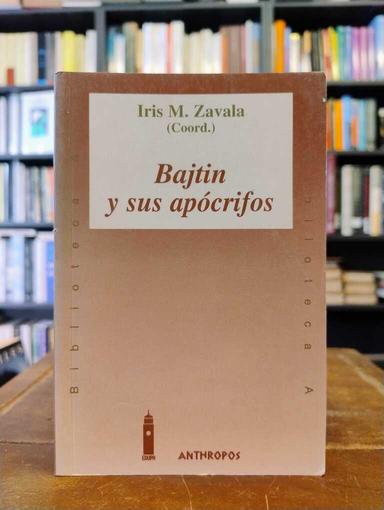 Iris M. Zavala
(Coord.)
Bajtin
y sus apócrifos
Biblioteca A
Biblioteca A
EDUPR
ANTHROPOS